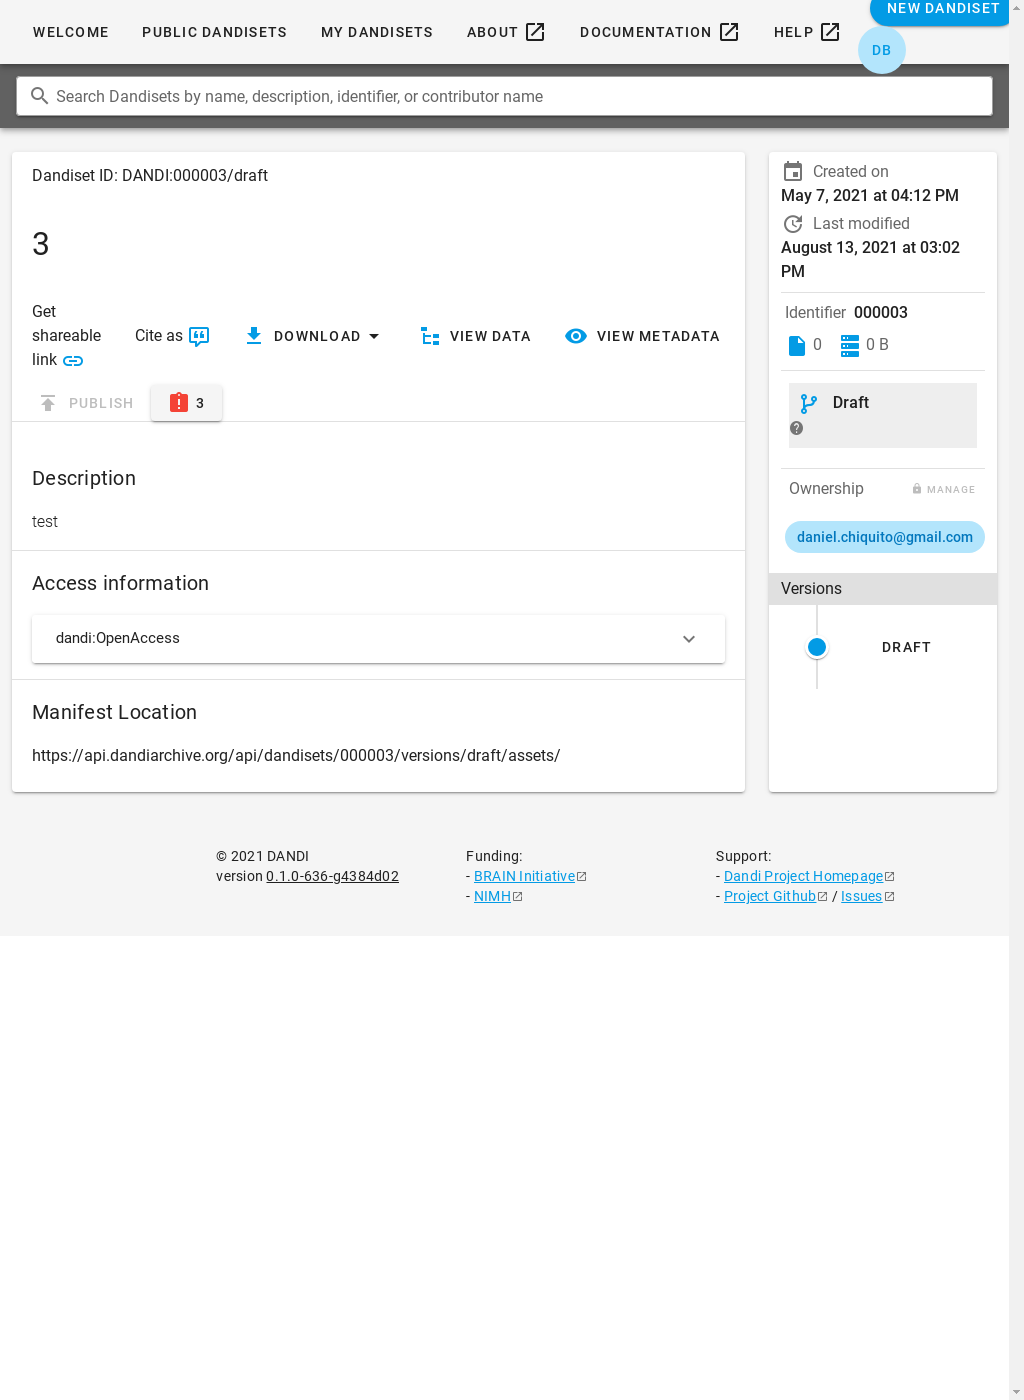 NEW DANDISET
WELCOME PUBLIC DANDISETS MY DANDISETS ABOUT DOCUMENTATION HELP
DB
Search Dandisets by name, description, identifier, or contributor name
Dandiset ID: DANDI:000003/draft
3
Get
shareable
link
Cite as
DOWNLOAD
VIEW DATA
VIEW METADATA
PUBLISH
3
Description
test
Access information
dandi:OpenAccess
Manifest Location
https://api.dandiarchive.org/api/dandisets/000003/versions/draft/assets/
Created on
May 7, 2021 at 04:12 PM
Last modified
August 13, 2021 at 03:02
PM
Identifier 000003
0 0 B
Draft
Ownership MANAGE
daniel.chiquito@gmail.com
Versions
DRAFT
© 2021 DANDI
version 0.1.0-636-g4384d02
Funding:
- BRAIN Initiative
- NIMH
Support:
- Dandi Project Homepage
- Project Github / Issues